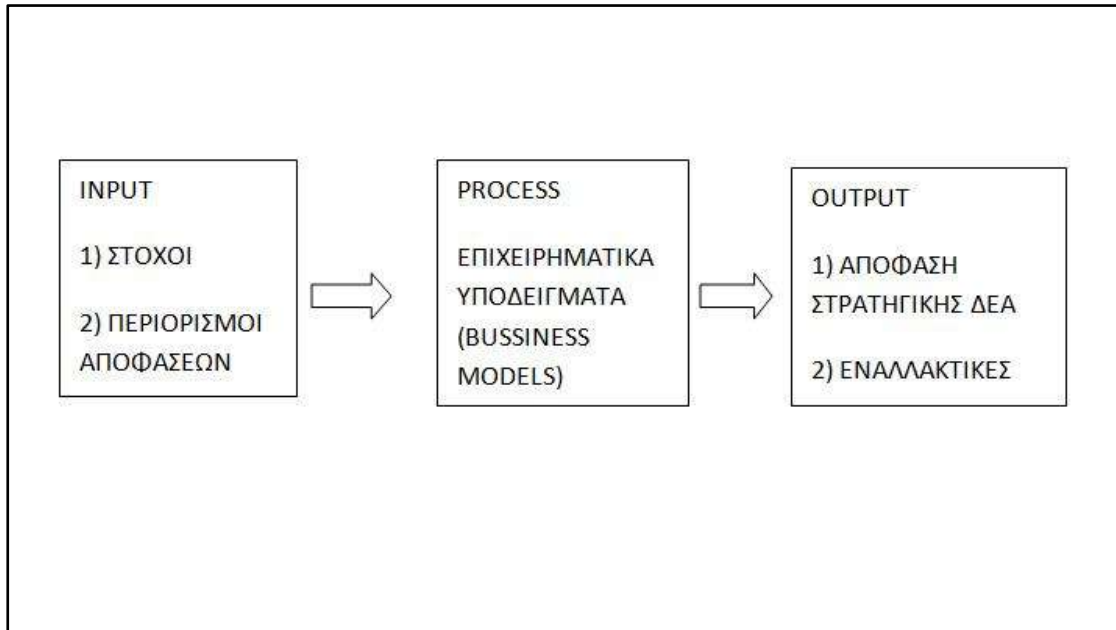 INPUT
1) ΣΤΟΧΟΙ
2) ΠΕΡΙΟΡΙΣΜΟΙ
ΑΠΟΦΑΣΕΩΝ
PROCESS
ΕΠΙΧΕΙΡΗΜΑΤΙΚΑ
ΥΠΟΔΕΙΓΜΑΤΑ
(BUSSINESS
MODELS)
OUTPUT
1) ΑΠΟΦΑΣΗ
ΣΤΡΑΤΗΓΙΚΗΣ ΔΕΑ
2) ΕΝΑΛΛΑΚΤΙΚΕΣ